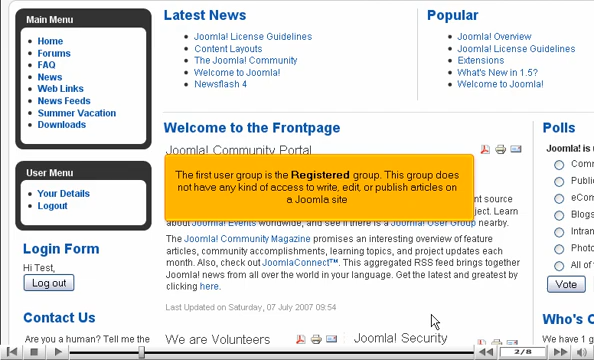 Main Menu
Home
Forums
FAQ
News
Web Links
News Feeds
Summer Vacation
Downloads
User Menu
Your Details
Logout
Login Form
Hi Test,
Log out
Contact Us
Are you a human? Tell me the
Latest News
Joomla! License Guidelines
Content Layouts
The Joomla! Community
Welcome to Joomla!
Newsflash 4
Popular
Joomla! Overview
Joomla! License Guidelines
Extensions
What's New in 1.5?
Welcome to Joomla!
Welcome to the Frontpage
Joomla! Community Portal
The first user group is the Registered group. This group does
not have any kind of access to write, edit, or publish articles on
a Joomla site
ent source
ject. Learn
about Joomla! Events worldwide, and see if there is a Joomla! User Group nearby.
The Joomla! Community Magazine promises an interesting overview of feature
articles, community accomplishments, learning topics, and project updates each
month. Also, check out JoomlaConnect™. This aggregated RSS feed brings together
Joomla! news from all over the world in your language. Get the latest and greatest by
clicking here.
Last Updated on Saturday, 07 July 2007 09:54
We are Volunteers
Joomla! Security
Polls
Joomla! is u
Comm
Public
eCom
Blogs
Intran
Photo
All of
Vote
Who's O
We have 1 g
2/8